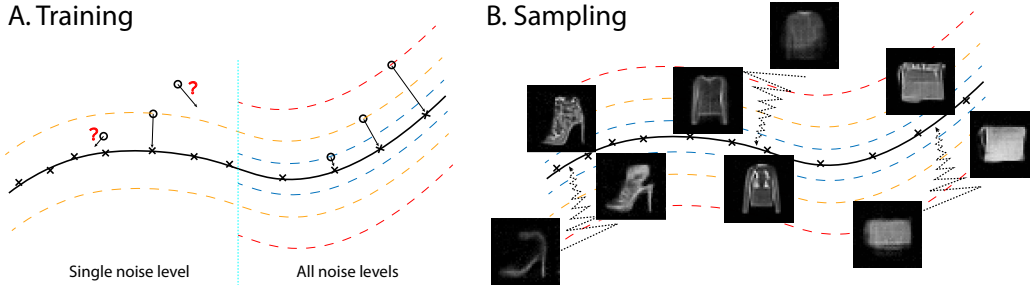 A. Training
B. Sampling
?
?
Single noise level
All noise levels